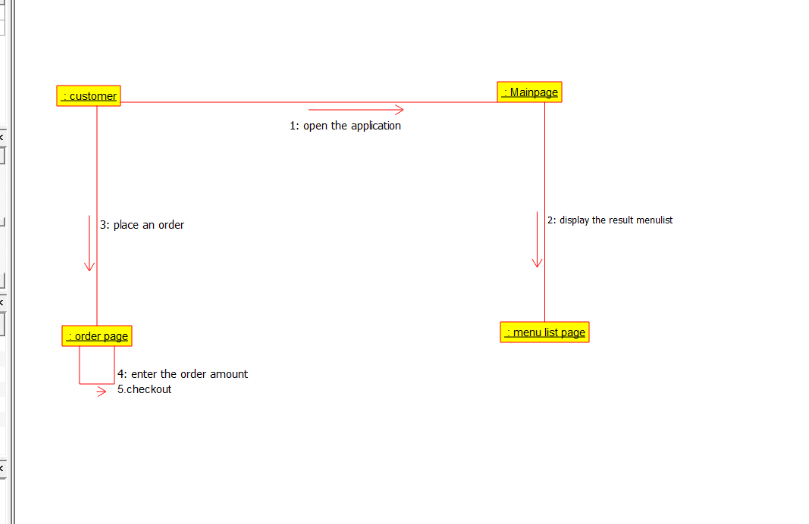 : customer
: Mainpage
1: open the application
3: place an order
2: display the result menulist
: order page
: menu list page
4: enter the order amount
5.checkout